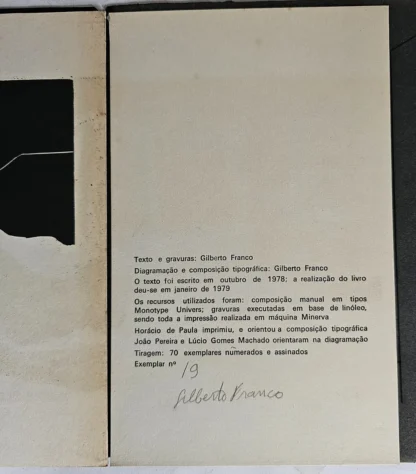 Texto e gravuras: Gilberto Franco
Diagramação e composição tipográfica: Gilberto Franco
O texto foi escrito em outubro de 1978; a realização do livro
deu-se em janeiro de 1979
Os recursos utilizados foram: composição manual em tipos
Monotype Univers; gravuras executadas em base de linóleo,
sendo toda a impressão realizada em máquina Minerva
Horácio de Paula imprimiu, e orientou a composição tipográfica
João Pereira e Lúcio Gomes Machado orientaram na diagramação
Tiragem: 70 exemplares numerados e assinados
Exemplar nº 19
Gilberto Franco